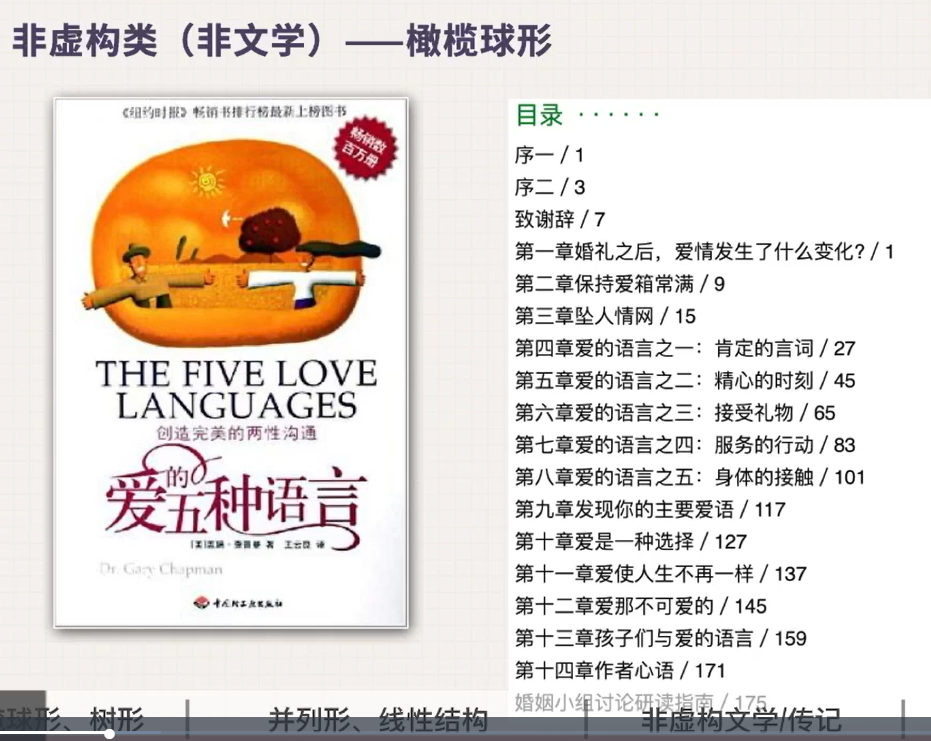 非虚构类（非文学）——橄榄球形
《纽约时报》畅销书排行榜最新上榜图书
畅销数
百万册
THE FIVE LOVE
LANGUAGES
创造完美的两性沟通
爱的五种语言
[美]盖瑞·查普曼 著 王云良 译
Dr. Gary Chapman
中国轻工业出版社
目录 · · · · · ·
序一 / 1
序二 / 3
致谢辞 / 7
第一章婚礼之后，爱情发生了什么变化? / 1
第二章保持爱箱常满 / 9
第三章坠人情网 / 15
第四章爱的语言之一：肯定的言词 / 27
第五章爱的语言之二：精心的时刻 / 45
第六章爱的语言之三：接受礼物 / 65
第七章爱的语言之四：服务的行动 / 83
第八章爱的语言之五：身体的接触 / 101
第九章发现你的主要爱语 / 117
第十章爱是一种选择 / 127
第十一章爱使人生不再一样 / 137
第十二章爱那不可爱的 / 145
第十三章孩子们与爱的语言 / 159
第十四章作者心语 / 171
婚姻小组讨论研读指南 / 175
球形、树形
并列形、线性结构
非虚构文学/传记